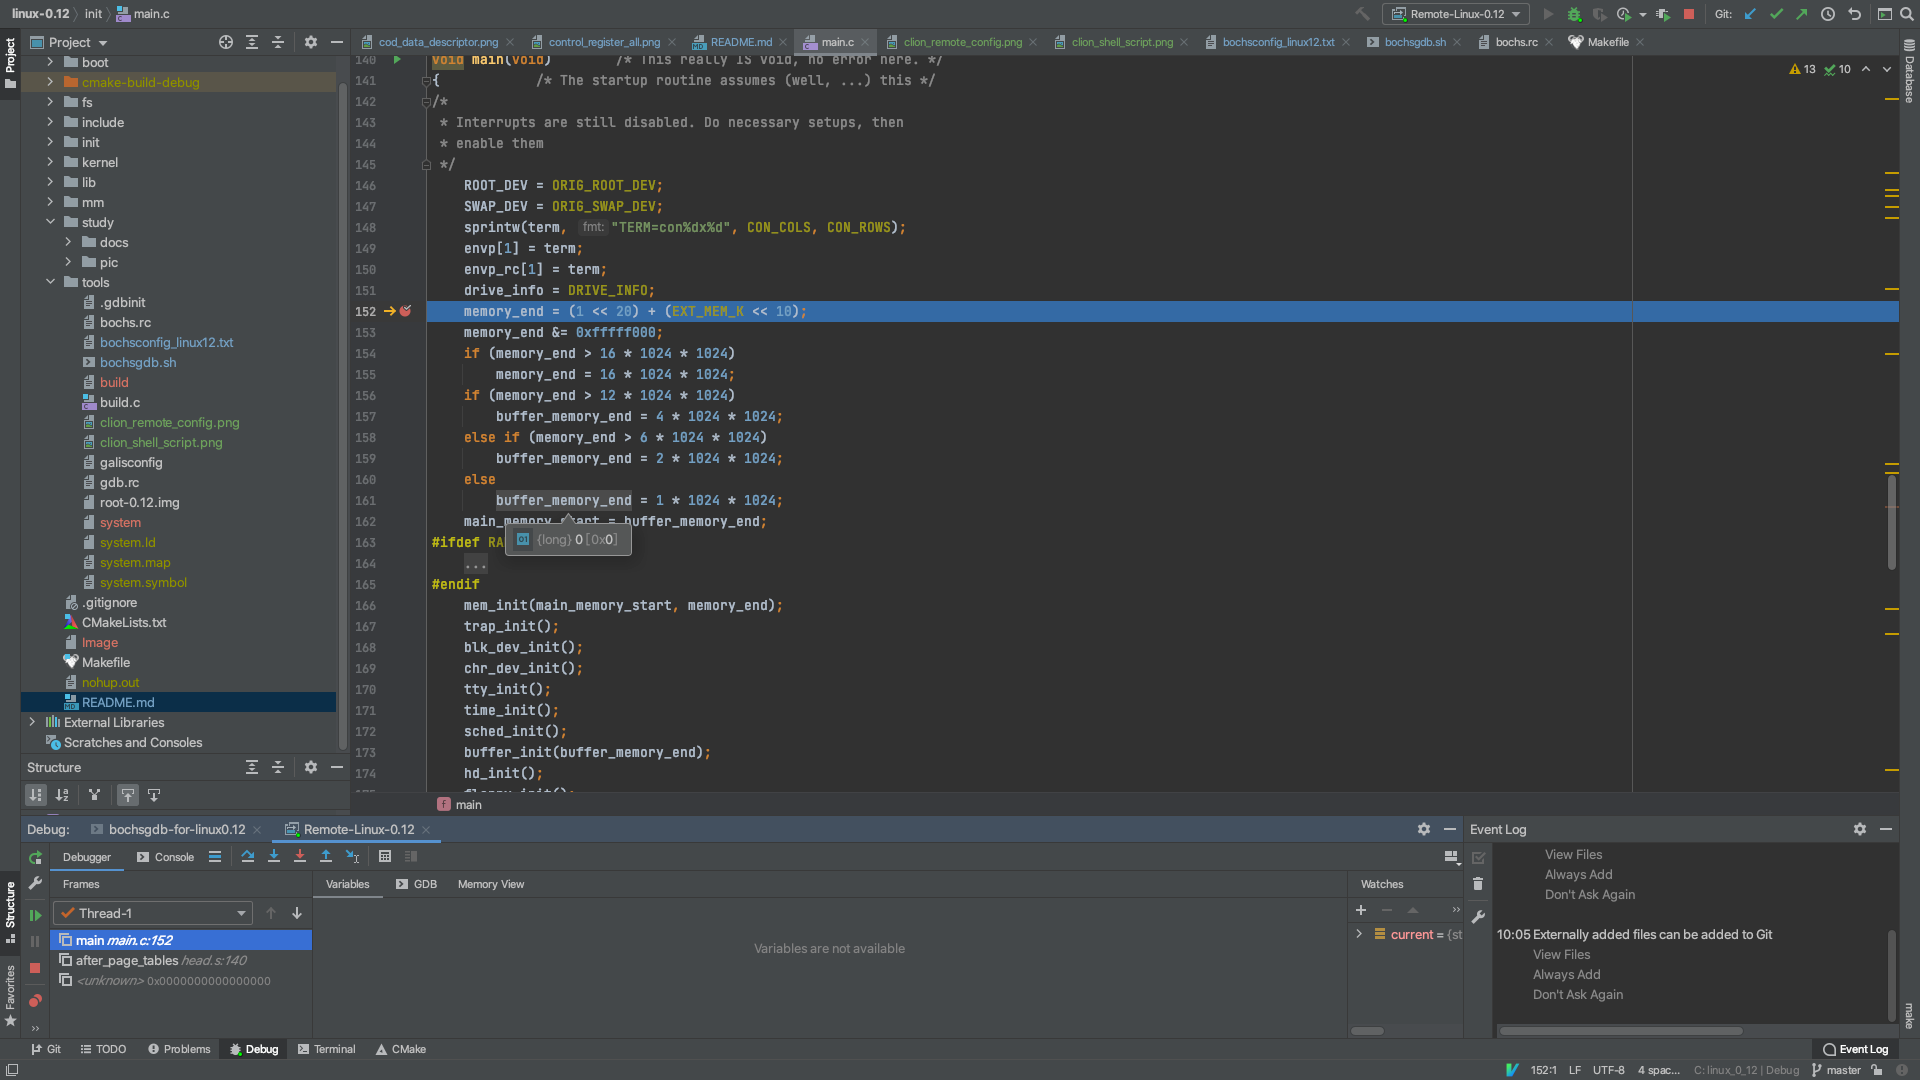 linux-0.12 › init › main.c
Remote-Linux-0.12
Git:
Project
cod_data_descriptor.png
control_register_all.png
README.md
main.c
clion_remote_config.png
clion_shell_script.png
bochsconfig_linux12.txt
bochsgdb.sh
bochs.rc
Makefile
Project
Structure
Favorites
Database
make
boot
cmake-build-debug
fs
include
init
kernel
lib
mm
study
docs
pic
tools
.gdbinit
bochs.rc
bochsconfig_linux12.txt
bochsgdb.sh
build
build.c
clion_remote_config.png
clion_shell_script.png
galisconfig
gdb.rc
root-0.12.img
system
system.ld
system.map
system.symbol
.gitignore
CMakeLists.txt
Image
Makefile
nohup.out
README.md
External Libraries
Scratches and Consoles
Structure
13 10
140 void main(void) /* This really IS void, no error here. */
141 { /* The startup routine assumes (well, ...) this */
142 /*
143 * Interrupts are still disabled. Do necessary setups, then
144 * enable them
145 */
146 ROOT_DEV = ORIG_ROOT_DEV;
147 SWAP_DEV = ORIG_SWAP_DEV;
148 sprintw(term, fmt: "TERM=con%dx%d", CON_COLS, CON_ROWS);
149 envp[1] = term;
150 envp_rc[1] = term;
151 drive_info = DRIVE_INFO;
152 memory_end = (1 << 20) + (EXT_MEM_K << 10);
153 memory_end &= 0xfffff000;
154 if (memory_end > 16 * 1024 * 1024)
155 memory_end = 16 * 1024 * 1024;
156 if (memory_end > 12 * 1024 * 1024)
157 buffer_memory_end = 4 * 1024 * 1024;
158 else if (memory_end > 6 * 1024 * 1024)
159 buffer_memory_end = 2 * 1024 * 1024;
160 else
161 buffer_memory_end = 1 * 1024 * 1024;
162 main_memory_start = buffer_memory_end;
163 #ifdef RA
01 {long} 0 [0x0]
164 ...
165 #endif
166 mem_init(main_memory_start, memory_end);
167 trap_init();
168 blk_dev_init();
169 chr_dev_init();
170 tty_init();
171 time_init();
172 sched_init();
173 buffer_init(buffer_memory_end);
174 hd_init();
f main
Debug: bochsgdb-for-linux0.12 Remote-Linux-0.12
Debugger Console
Frames
Thread-1
main main.c:152
after_page_tables head.s:140
<unknown> 0x0000000000000000
Variables GDB Memory View
Variables are not available
Watches
current = {st
Event Log
View Files
Always Add
Don't Ask Again
10:05 Externally added files can be added to Git
View Files
Always Add
Don't Ask Again
Git TODO Problems Debug Terminal CMake
Event Log
152:1 LF UTF-8 4 spac... C: linux_0_12 | Debug master